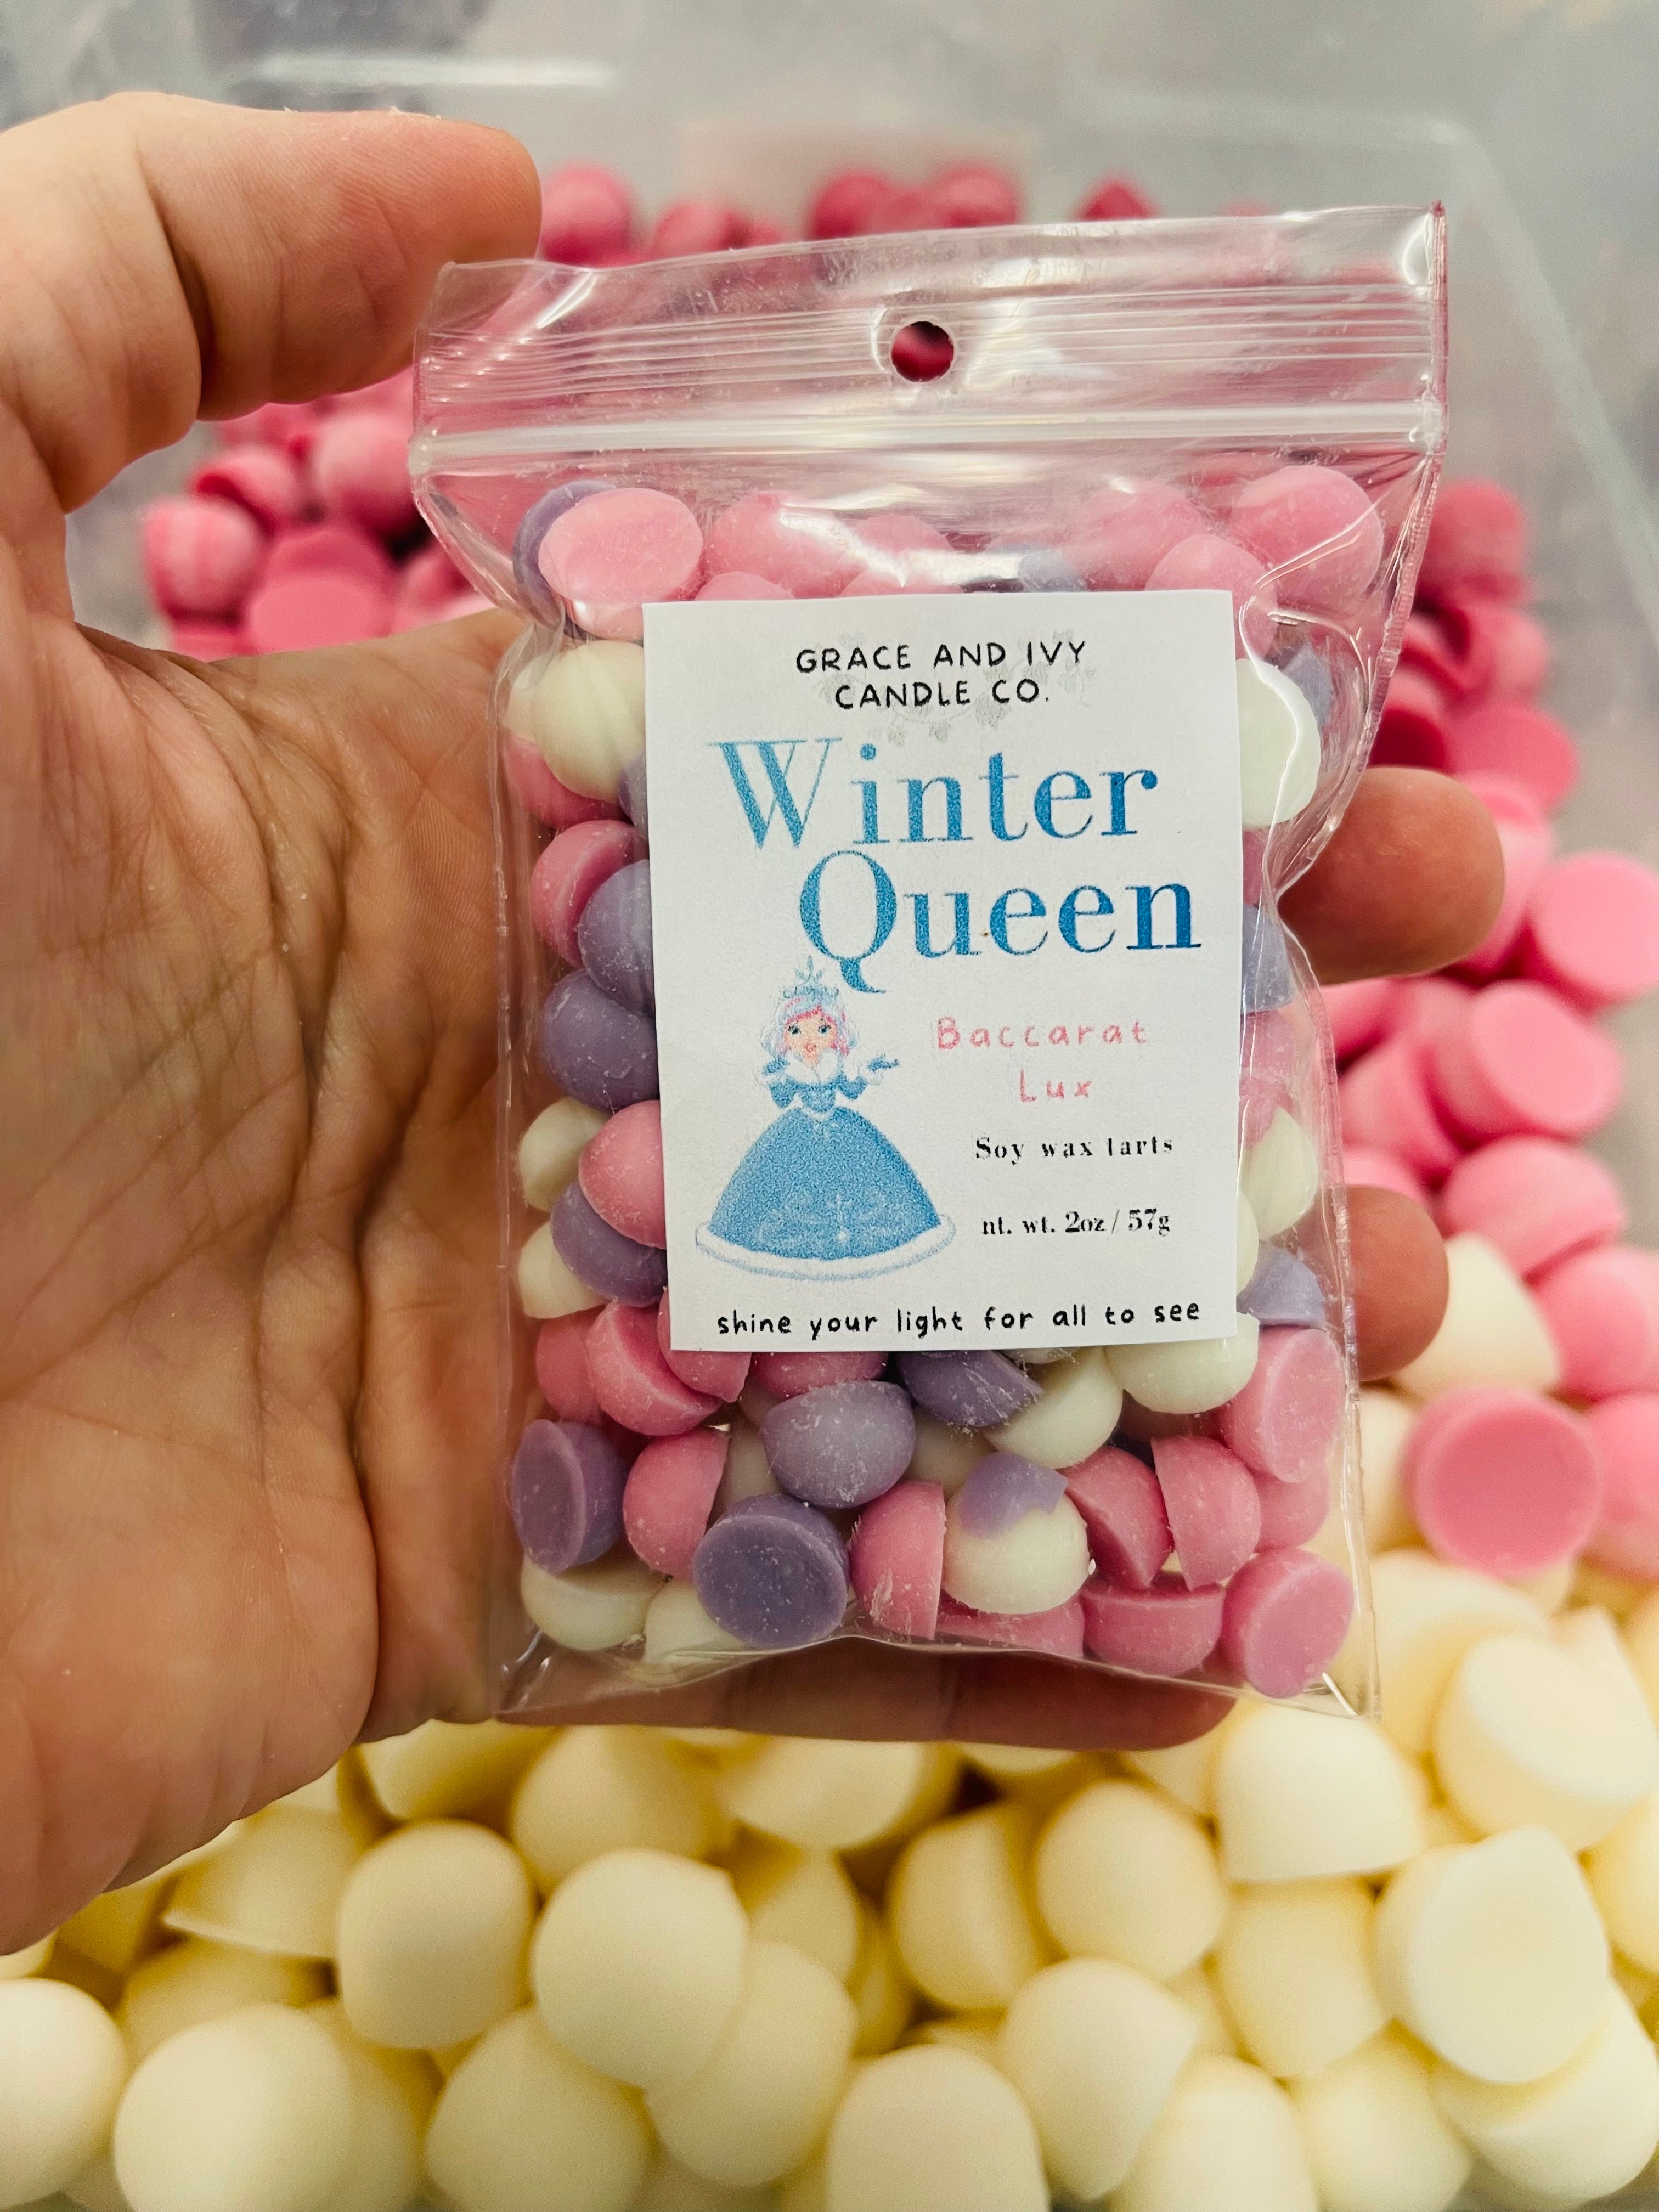 GRACE AND IVY
CANDLE CO.
Winter
Queen
Baccarat
Lux
Soy wax tarts
nt. wt. 2oz / 57g
shine your light for all to see